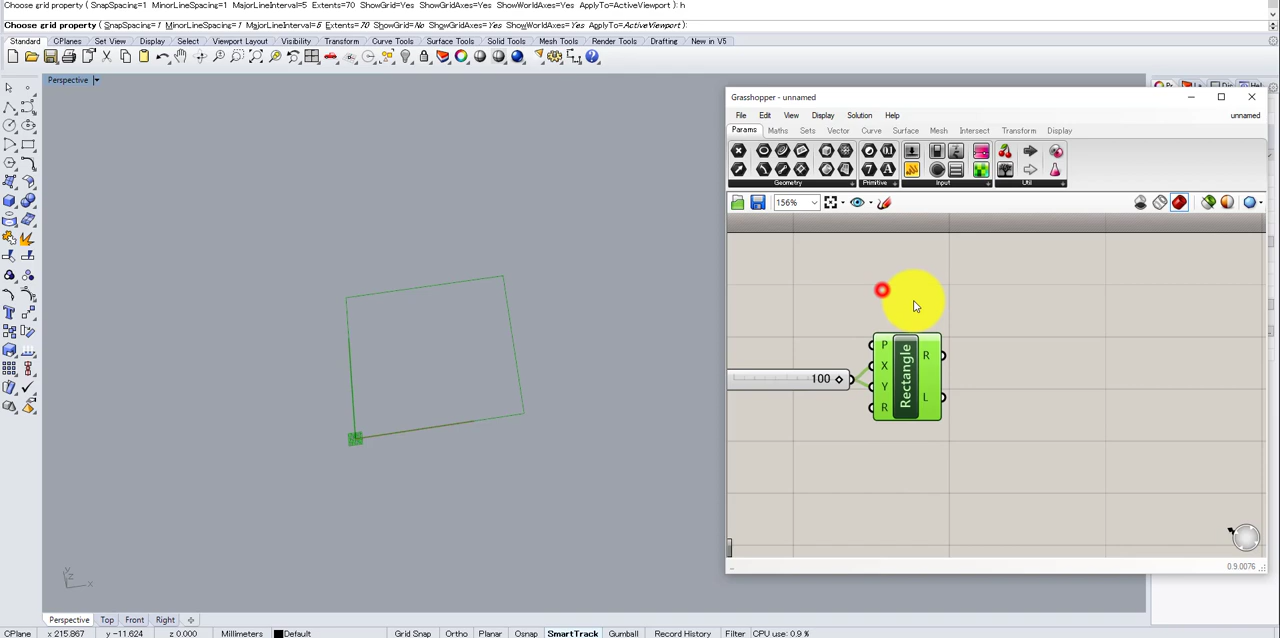 Choose grid property ( SnapSpacing=1 MinorLineSpacing=1 MajorLineInterval=5 Extents=70 ShowGrid=Yes ShowGridAxes=Yes ShowWorldAxes=Yes ApplyTo=ActiveViewport ): h
Choose grid property ( SnapSpacing=1 MinorLineSpacing=1 MajorLineInterval=5 Extents=70 ShowGrid=No ShowGridAxes=Yes ShowWorldAxes=Yes ApplyTo=ActiveViewport ):
Standard CPlanes Set View Display Select Viewport Layout Visibility Transform Curve Tools Surface Tools Solid Tools Mesh Tools Render Tools Drafting New in V5
Perspective
Grasshopper - unnamed
File Edit View Display Solution Help unnamed
Params Maths Sets Vector Curve Surface Mesh Intersect Transform Display
Geometry Primitive Input Util
156%
P
X
Y
R
Rectangle
R
L
100
0.9.0076
y
z
x
Perspective Top Front Right
CPlane x 215.867 y -11.624 z 0.000 Millimeters Default Grid Snap Ortho Planar Osnap SmartTrack Gumball Record History Filter CPU use: 0.9 %